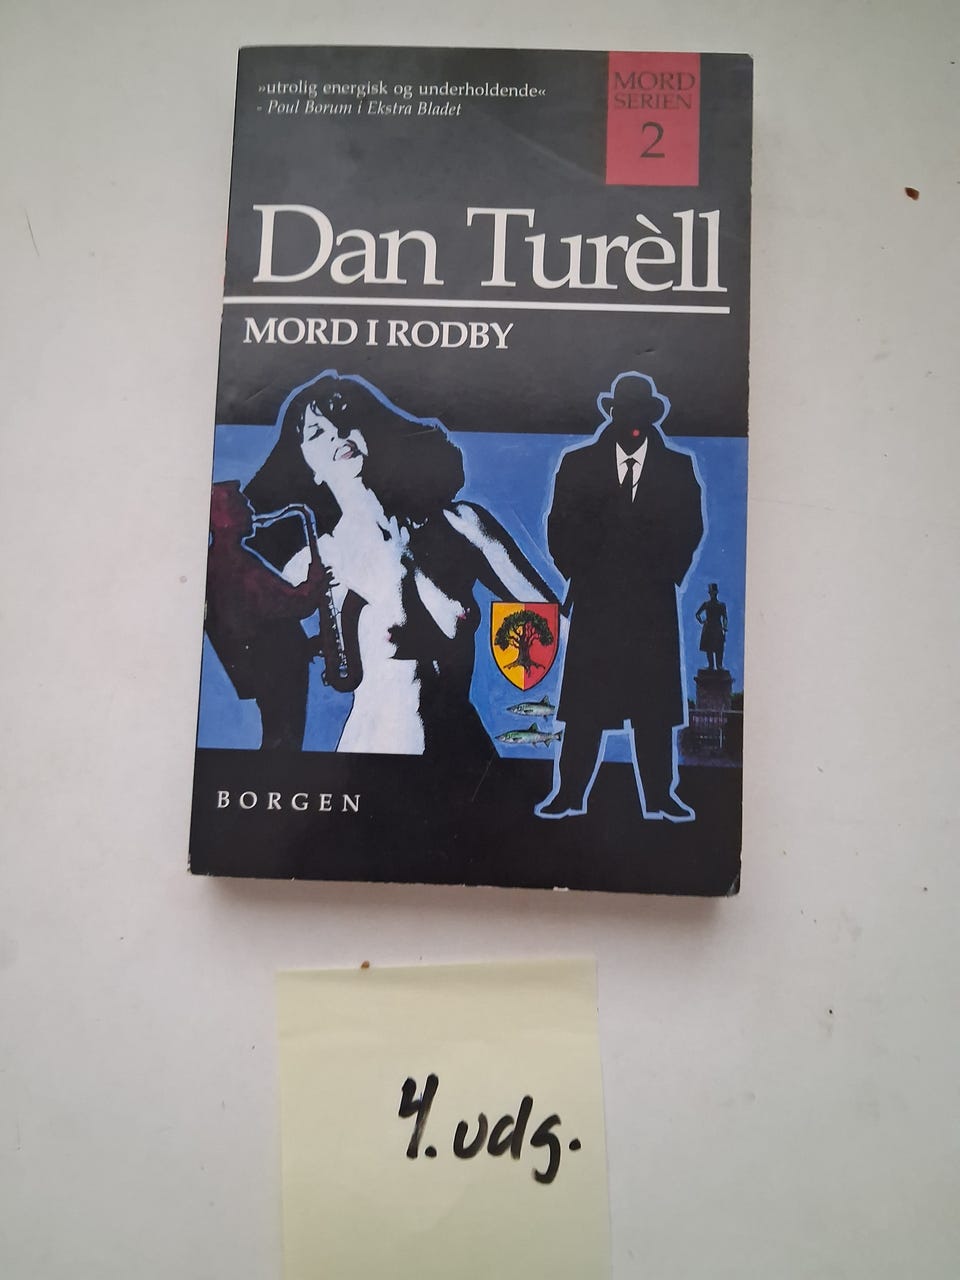 »utrolig energisk og underholdende«
- Poul Borum i Ekstra Bladet
MORD
SERIEN
2
Dan Turèll
MORD I RODBY
BORGEN
4. udg.